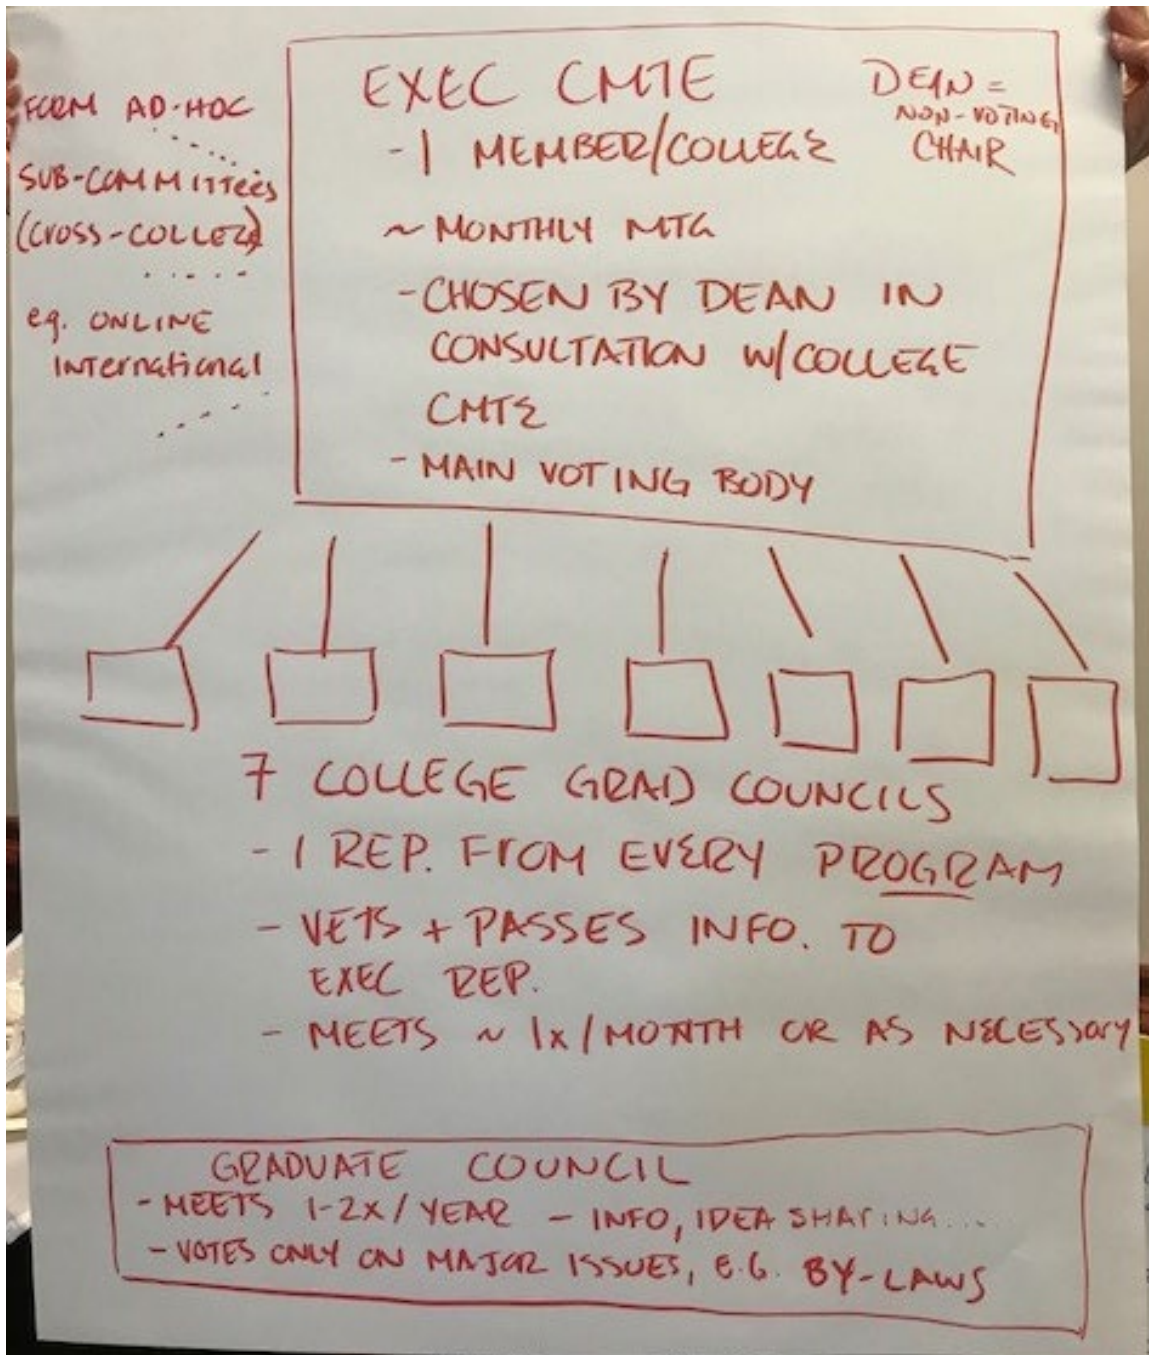 FORM AD-HOC
SUB-COMMITTees
(cross-COLLEGE)
eg. ONLINE
International
EXEC CMTE
- 1 MEMBER/COLLEGE
DEAN =
NON-VOTING
CHAIR
~ MONTHLY MTG
- CHOSEN BY DEAN IN
CONSULTATION W/COLLEGE
CMTE
- MAIN VOTING BODY
7 COLLEGE GRAD COUNCILS
- 1 REP. FROM EVERY PROGRAM
- VETS + PASSES INFO. TO
EXEC REP.
- MEETS ~ 1x/MONTH OR AS NECESSary
GRADUATE COUNCIL
- MEETS 1-2x/YEAR - INFO, IDEA SHARING....
- VOTES ONLY ON MAJOR ISSUES, E.G. BY-LAWS